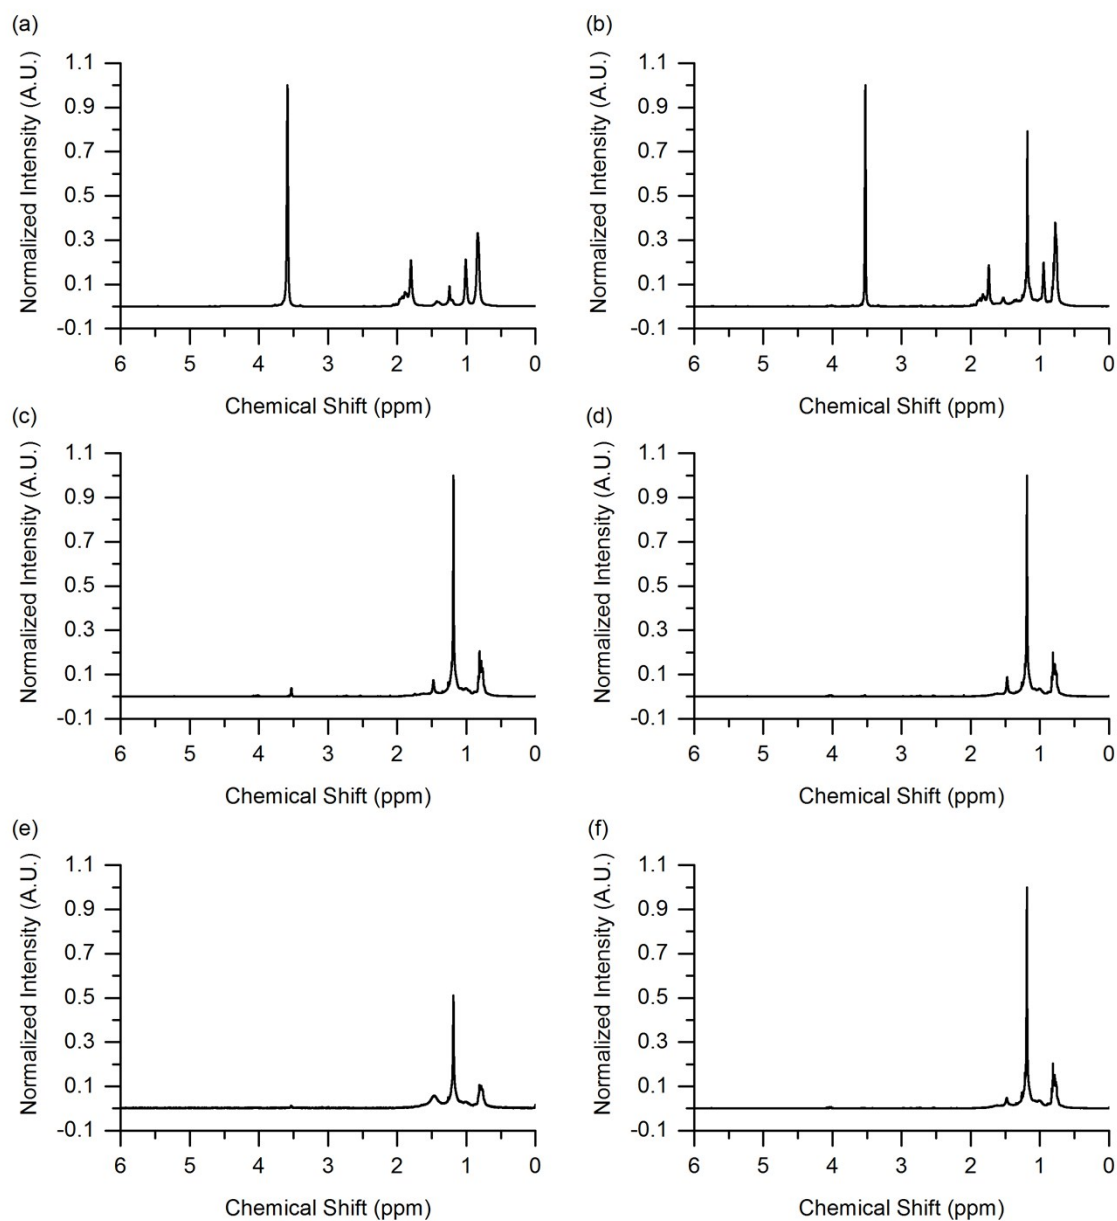 (a)
Normalized Intensity (A.U.)
1.1
0.9
0.7
0.5
0.3
0.1
-0.1
6 5 4 3 2 1 0
Chemical Shift (ppm)
(b)
Normalized Intensity (A.U.)
1.1
0.9
0.7
0.5
0.3
0.1
-0.1
6 5 4 3 2 1 0
Chemical Shift (ppm)
(c)
Normalized Intensity (A.U.)
1.1
0.9
0.7
0.5
0.3
0.1
-0.1
6 5 4 3 2 1 0
Chemical Shift (ppm)
(d)
Normalized Intensity (A.U.)
1.1
0.9
0.7
0.5
0.3
0.1
-0.1
6 5 4 3 2 1 0
Chemical Shift (ppm)
(e)
Normalized Intensity (A.U.)
1.1
0.9
0.7
0.5
0.3
0.1
-0.1
6 5 4 3 2 1 0
Chemical Shift (ppm)
(f)
Normalized Intensity (A.U.)
1.1
0.9
0.7
0.5
0.3
0.1
-0.1
6 5 4 3 2 1 0
Chemical Shift (ppm)